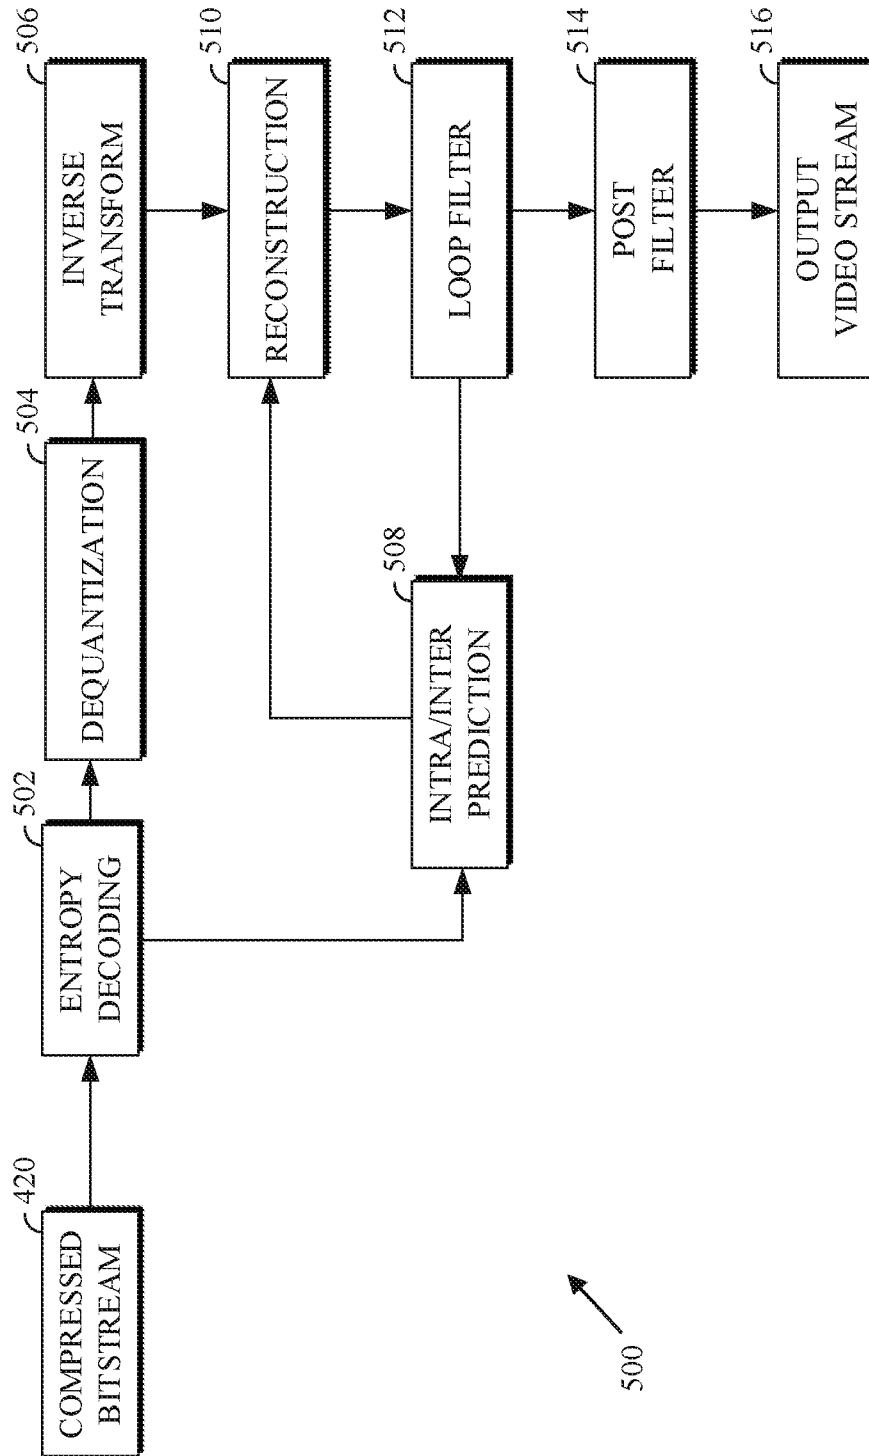 420
COMPRESSED
BITSTREAM
502
ENTROPY
DECODING
504
DEQUANTIZATION
506
INVERSE
TRANSFORM
508
INTRA/INTER
PREDICTION
510
RECONSTRUCTION
512
LOOP FILTER
514
POST
FILTER
516
OUTPUT
VIDEO STREAM
500